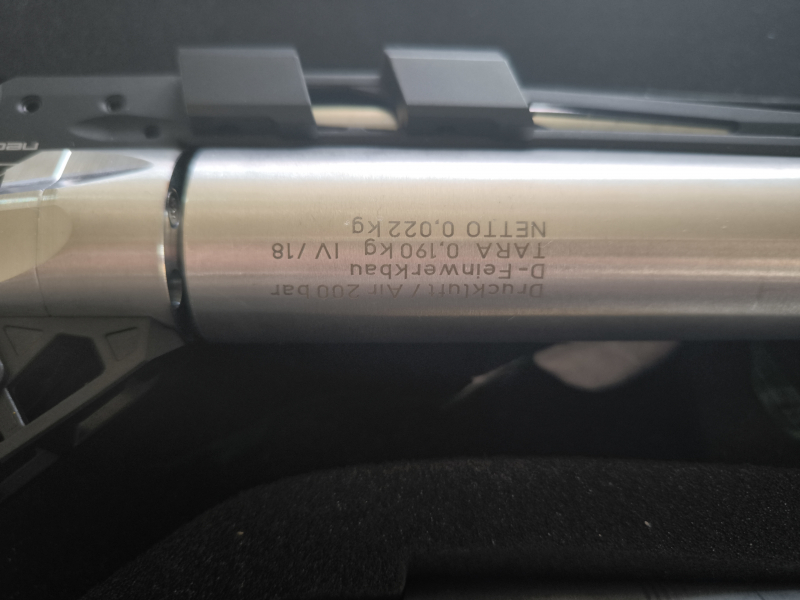 Druckluft / Air 200 bar
D-Feinwerkbau
TARA 0,190 kg IV / 18
NETTO 0,022 kg